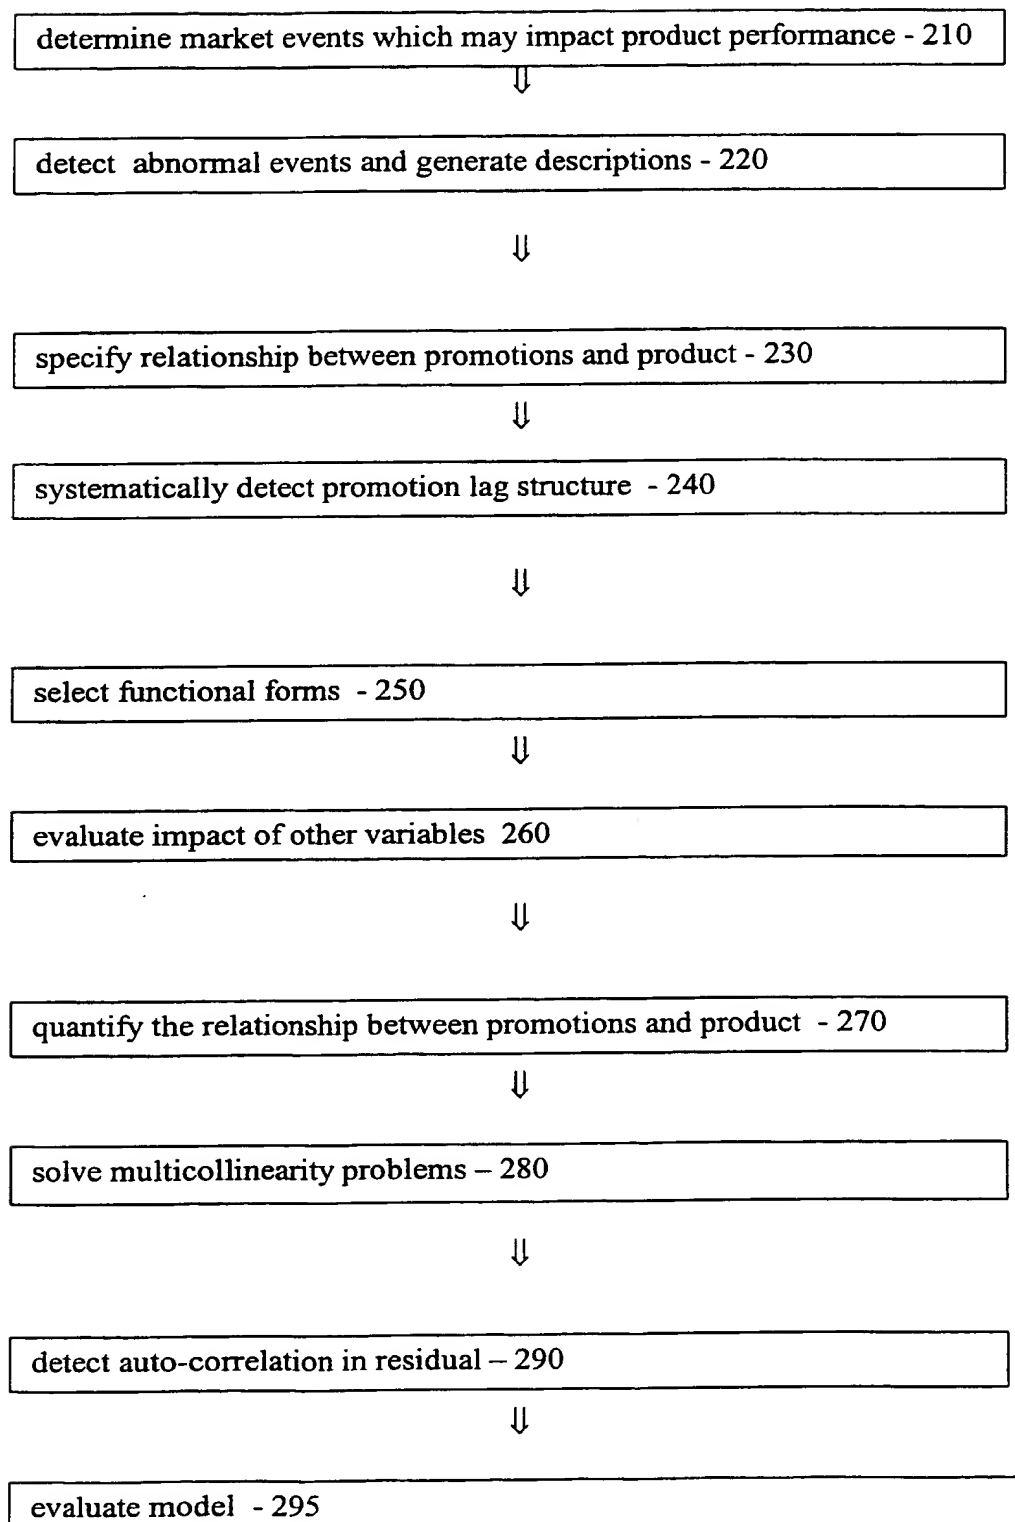 determine market events which may impact product performance - 210
detect abnormal events and generate descriptions - 220
specify relationship between promotions and product - 230
systematically detect promotion lag structure - 240
select functional forms - 250
evaluate impact of other variables 260
quantify the relationship between promotions and product - 270
solve multicollinearity problems – 280
detect auto-correlation in residual – 290
evaluate model - 295